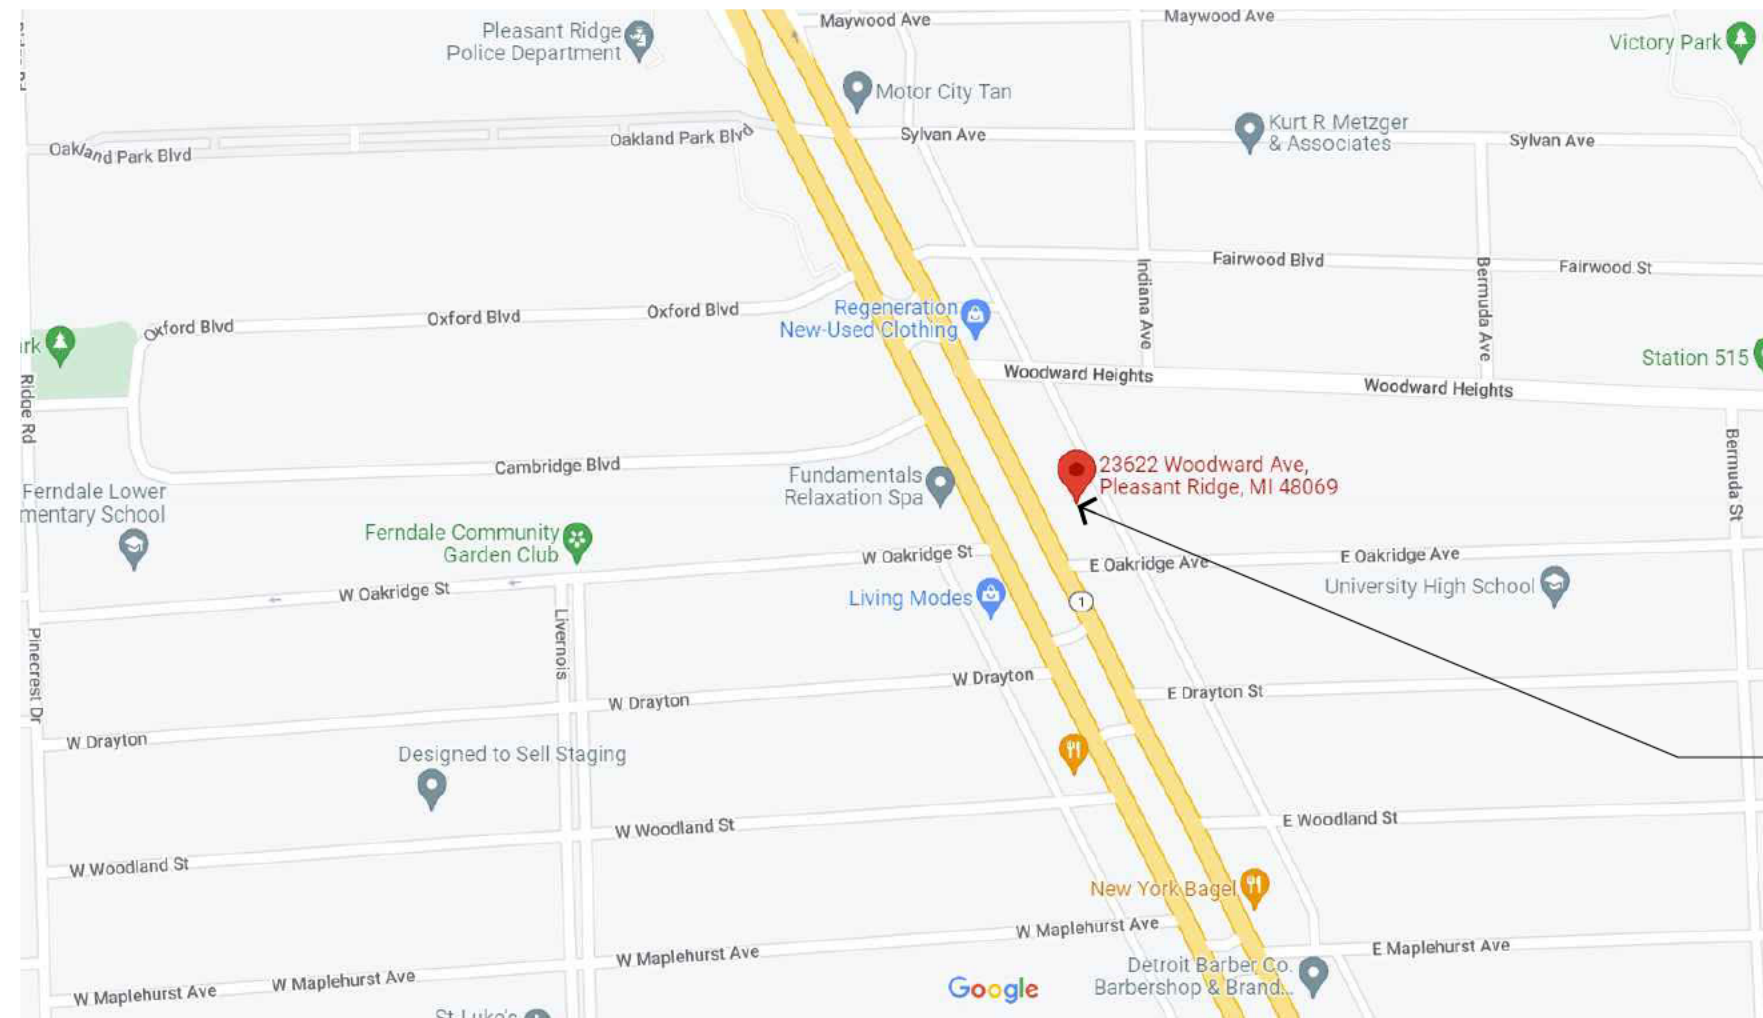 Maywood Ave
Maywood Ave
Pleasant Ridge
Police Department
Victory Park
Motor City Tan
Kurt R Metzger
& Associates
Oakland Park Blvd
Oakland Park Blvd
Sylvan Ave
Sylvan Ave
Fairwood Blvd
Fairwood St
Indiana Ave
Bermuda Ave
Oxford Blvd
Oxford Blvd
Oxford Blvd
Regeneration
New-Used Clothing
Station 515
Woodward Heights
Woodward Heights
Ridge Rd
Cambridge Blvd
Fundamentals
Relaxation Spa
23622 Woodward Ave,
Pleasant Ridge, MI 48069
Bermuda St
Ferndale Lower
mentary School
Ferndale Community
Garden Club
W Oakridge St
E Oakridge Ave
E Oakridge Ave
W Oakridge St
Living Modes
1
University High School
Livernois
Pinecrest Dr
W Drayton
W Drayton
W Drayton
E Drayton St
Designed to Sell Staging
W Woodland St
W Woodland St
E Woodland St
New York Bagel
W Maplehurst Ave
W Maplehurst Ave
W Maplehurst Ave
W Maplehurst Ave
E Maplehurst Ave
Detroit Barber Co.
Barbershop & Brand...
Google
St Luke's